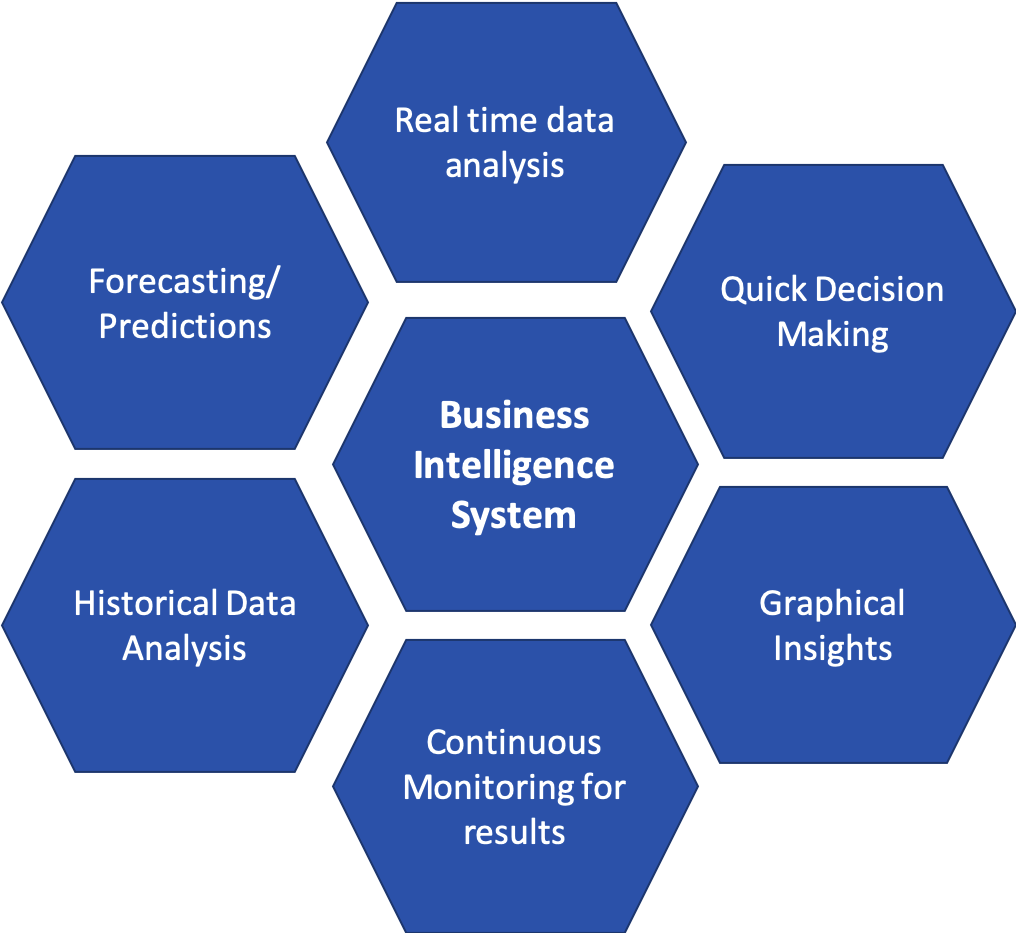 Real time data
analysis
Forecasting/
Predictions
Quick Decision
Making
Business
Intelligence
System
Historical Data
Analysis
Graphical
Insights
Continuous
Monitoring for
results